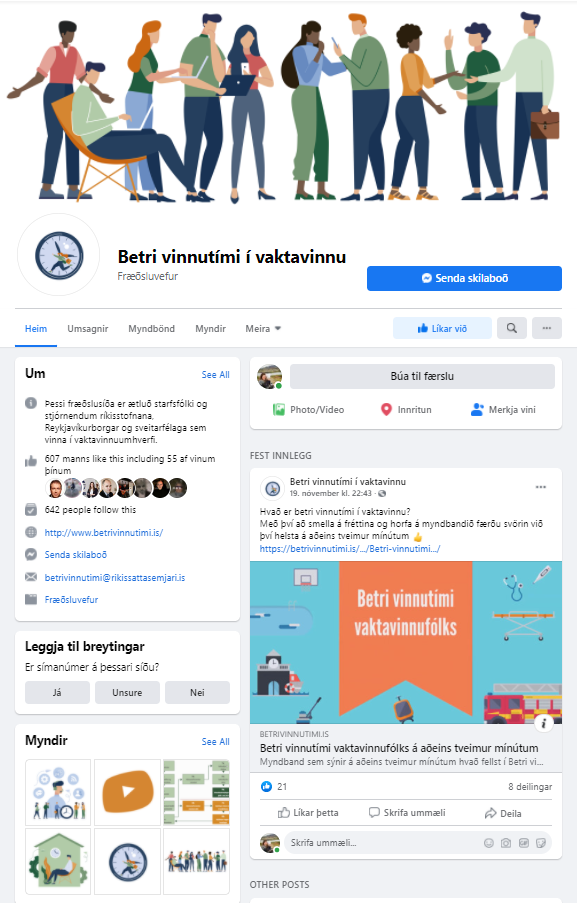 Betri vinnutími í vaktavinnu
Fræðsluvefur
Senda skilaboð
Heim
Umsagnir
Myndbönd
Myndir
Meira
Líkar við
Um
See All
Þessi fræðslusíða er ætluð starfsfólki og
stjórnendum ríkisstofnana,
Reykjavíkurborgar og sveitarfélaga sem
vinna í vaktavinnuumhverfi.
607 manns like this including 55 af vinum
þínum
642 people follow this
http://www.betrivinnutimi.is/
Senda skilaboð
betrivinnutimi@rikissattasemjari.is
Fræðsluvefur
Leggja til breytingar
Er símanúmer á þessari síðu?
Já
Unsure
Nei
Myndir
See All
Búa til færslu
Photo/Video
Innritun
Merkja vini
FEST INNLEGG
Betri vinnutími í vaktavinnu
19. nóvember kl. 22:43 ·
Hvað er betri vinnutími í vaktavinnu?
Með því að smella á fréttina og horfa á myndbandið færðu svörin við
því helsta á aðeins tveimur mínútum 👍
https://betrivinnutimi.is/.../Betri-vinnutimi.../
Betri vinnutími
vaktavinnufólks
BETRIVINNUTIMI.IS
Betri vinnutími vaktavinnufólks á aðeins tveimur mínútum
Myndband sem sýnir á aðeins tveimur mínútum hvað fellst í Betri vi...
21
8 deilingar
Líkar þetta
Skrifa ummæli
Deila
Skrifa ummæli...
OTHER POSTS